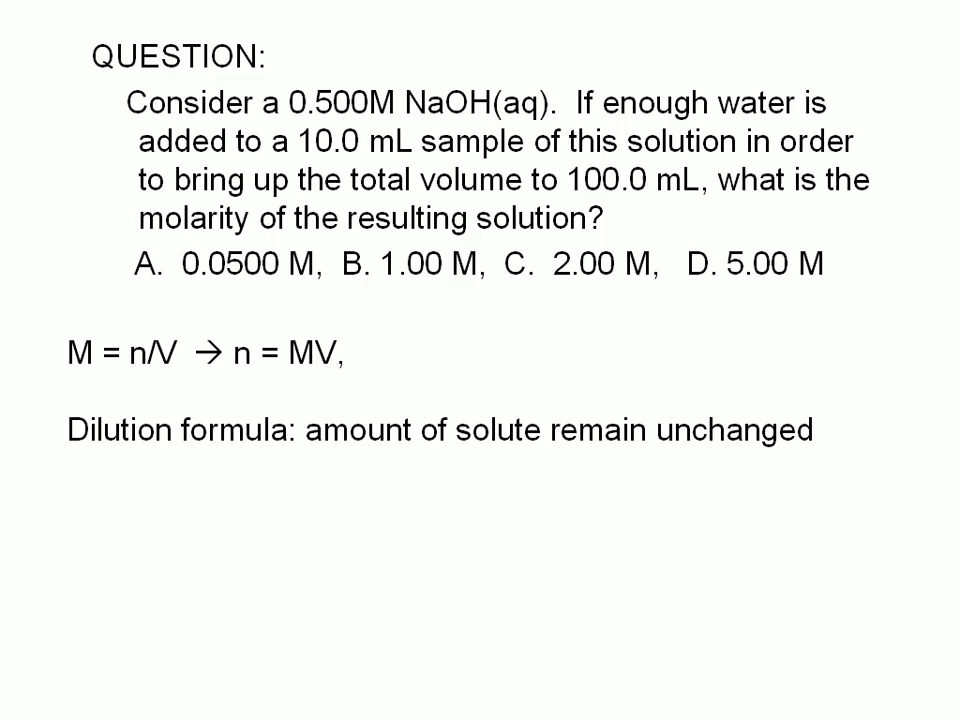 QUESTION:
Consider a 0.500M NaOH(aq). If enough water is
added to a 10.0 mL sample of this solution in order
to bring up the total volume to 100.0 mL, what is the
molarity of the resulting solution?
A. 0.0500 M, B. 1.00 M, C. 2.00 M, D. 5.00 M
M = n/V → n = MV,
Dilution formula: amount of solute remain unchanged